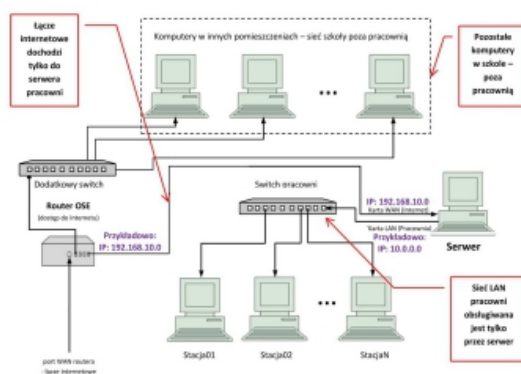 Łącze
internetowe
dochodzi
tylko do
serwera
pracowni
Komputery w innych pomieszczeniach – sieć szkoły poza pracownią
Pozostałe
komputery
w szkole –
poza
pracownią
Dodatkowy switch
Router OSE
(dostęp do Internetu)
Przykładowo:
IP: 192.168.10.0
Switch pracowni
IP: 192.168.10.0
Karta WAN (Internet)
Karta LAN (Pracownia)
Przykładowo:
IP: 10.0.0.0
Serwer
Sieć LAN
pracowni
obsługiwana
jest tylko
przez serwer
Stacja01
Stacja02
StacjaN
port WAN routera
- łącze internetowe